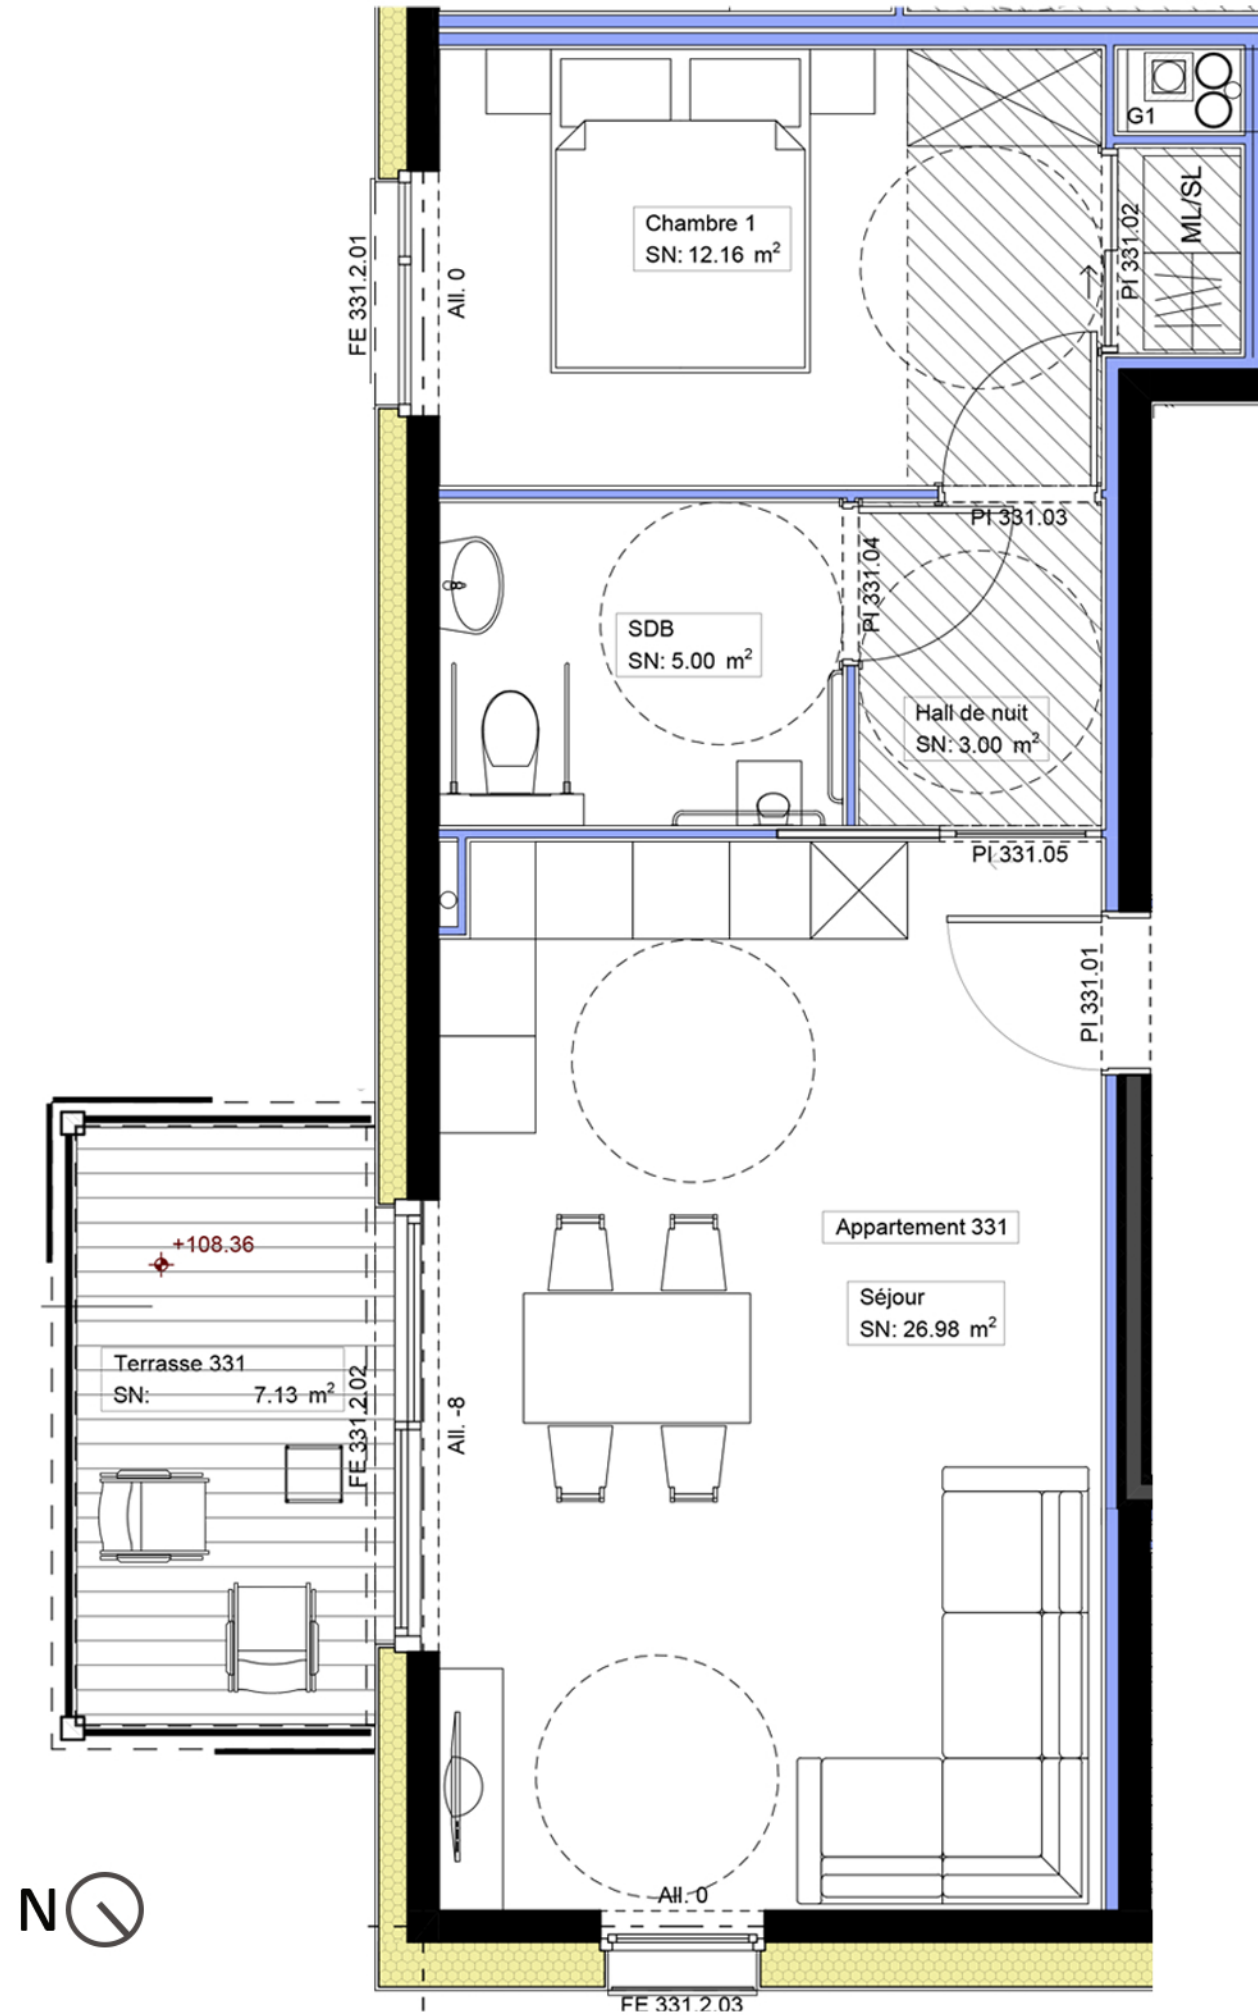 G1
ML/SL
PI 331.02
Chambre 1
SN: 12.16 m²
FE 331.2.01
All. 0
PI 331.03
PI 331.04
SDB
SN: 5.00 m²
Hall de nuit
SN: 3.00 m²
PI 331.05
PI 331.01
Appartement 331
+108.36
Séjour
SN: 26.98 m²
Terrasse 331
SN: 7.13 m²
FE 331.2.02
All. -8
N
All. 0
FE 331.2.03